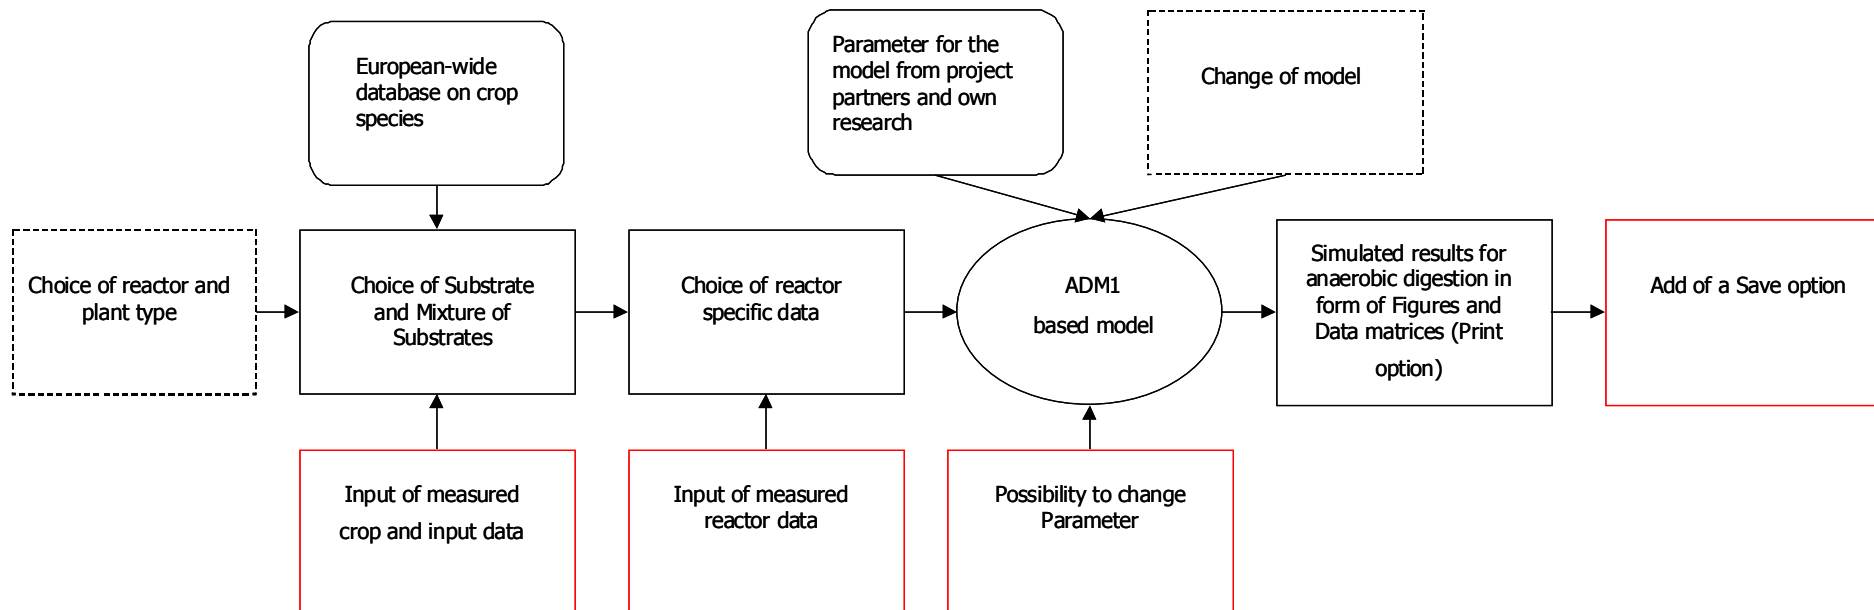 European-wide
database on crop
species
Parameter for the
model from project
partners and own
research
Change of model
Choice of reactor and
plant type
Choice of Substrate
and Mixture of
Substrates
Choice of reactor
specific data
ADM1
based model
Simulated results for
anaerobic digestion in
form of Figures and
Data matrices (Print
option)
Add of a Save option
Input of measured
crop and input data
Input of measured
reactor data
Possibility to change
Parameter